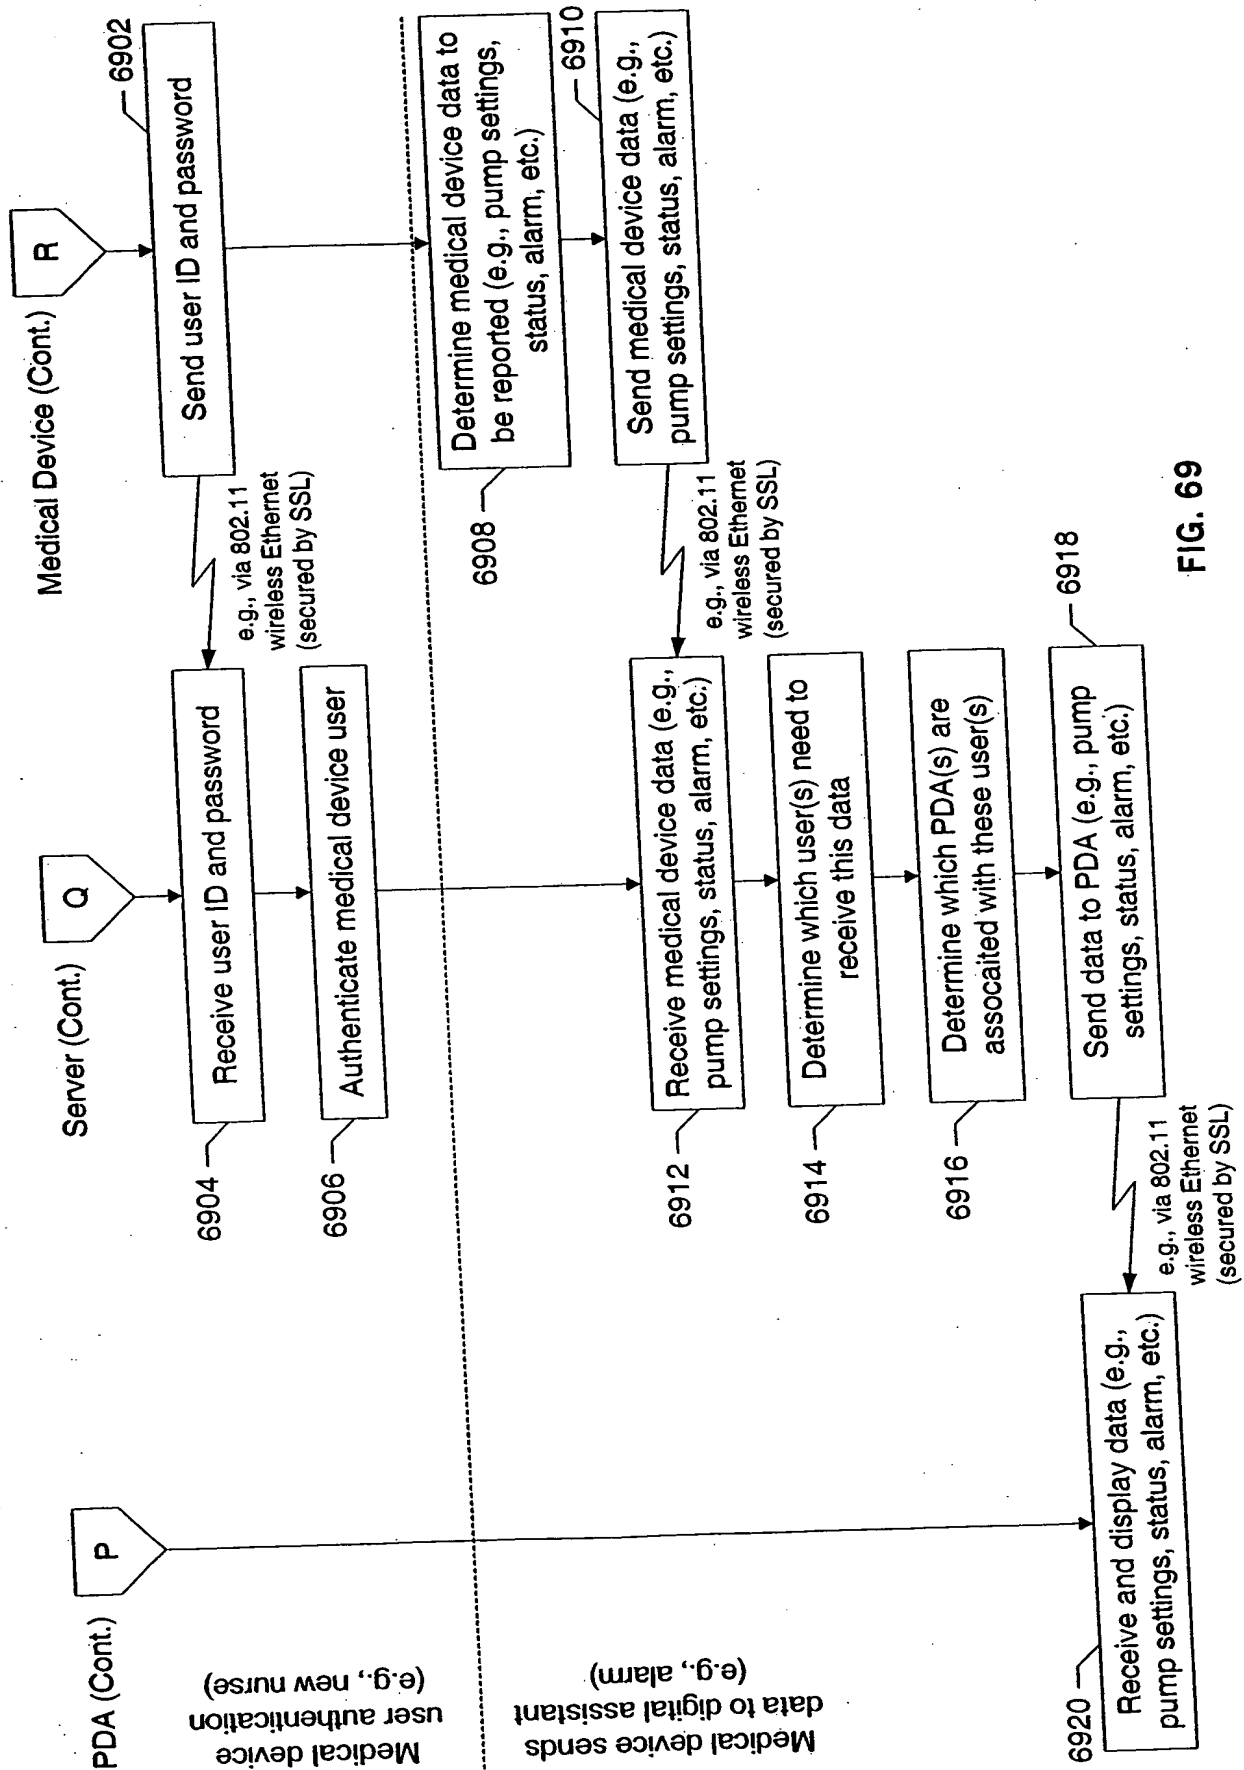 PDA (Cont.)
Server (Cont.)
Medical Device (Cont.)
P
Q
R
Medical device
user authentication
(e.g., new nurse)
6902
Send user ID and password
e.g., via 802.11
wireless Ethernet
(secured by SSL)
6904
Receive user ID and password
6906
Authenticate medical device user
Medical device sends
data to digital assistant
(e.g., alarm)
6908
Determine medical device data to
be reported (e.g., pump settings,
status, alarm, etc.)
6910
Send medical device data (e.g.,
pump settings, status, alarm, etc.)
e.g., via 802.11
wireless Ethernet
(secured by SSL)
6912
Receive medical device data (e.g.,
pump settings, status, alarm, etc.)
6914
Determine which user(s) need to
receive this data
6916
Determine which PDA(s) are
assocaited with these user(s)
6918
Send data to PDA (e.g., pump
settings, status, alarm, etc.)
e.g., via 802.11
wireless Ethernet
(secured by SSL)
6920
Receive and display data (e.g.,
pump settings, status, alarm, etc.)
FIG. 69